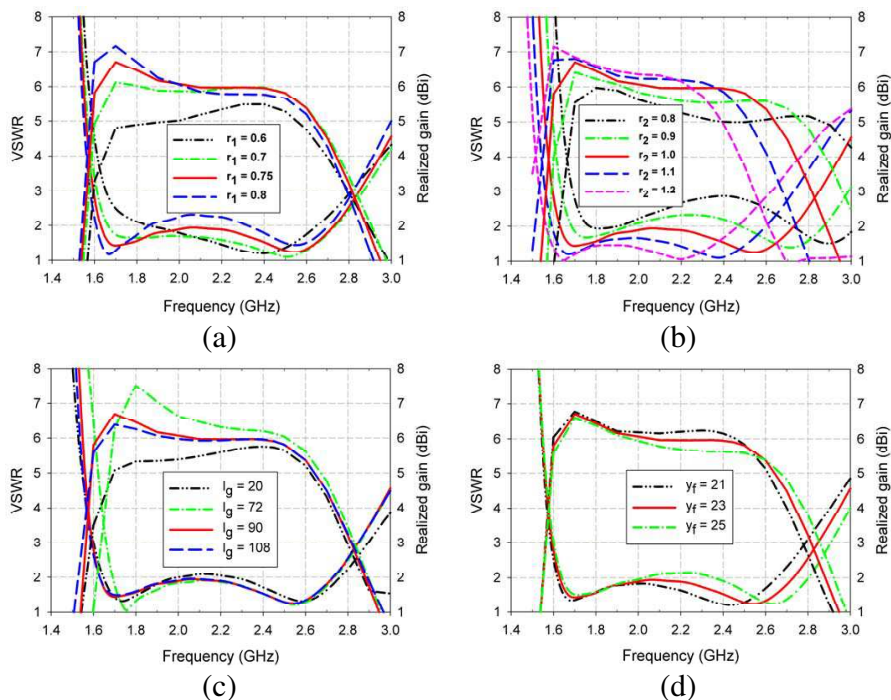 8 8
7 7
6 6
5 5
4 4
3 3
2 2
1 1
VSWR
Realized gain (dBi)
r1 = 0.6
r1 = 0.7
r1 = 0.75
r1 = 0.8
1.4 1.6 1.8 2.0 2.2 2.4 2.6 2.8 3.0
Frequency (GHz)
(a)
8 8
7 7
6 6
5 5
4 4
3 3
2 2
1 1
VSWR
Realized gain (dBi)
r2 = 0.8
r2 = 0.9
r2 = 1.0
r2 = 1.1
r2 = 1.2
1.4 1.6 1.8 2.0 2.2 2.4 2.6 2.8 3.0
Frequency (GHz)
(b)
8 8
7 7
6 6
5 5
4 4
3 3
2 2
1 1
VSWR
Realized gain (dBi)
lg = 20
lg = 72
lg = 90
lg = 108
1.4 1.6 1.8 2.0 2.2 2.4 2.6 2.8 3.0
Frequency (GHz)
(c)
8 8
7 7
6 6
5 5
4 4
3 3
2 2
1 1
VSWR
Realized gain (dBi)
yf = 21
yf = 23
yf = 25
1.4 1.6 1.8 2.0 2.2 2.4 2.6 2.8 3.0
Frequency (GHz)
(d)